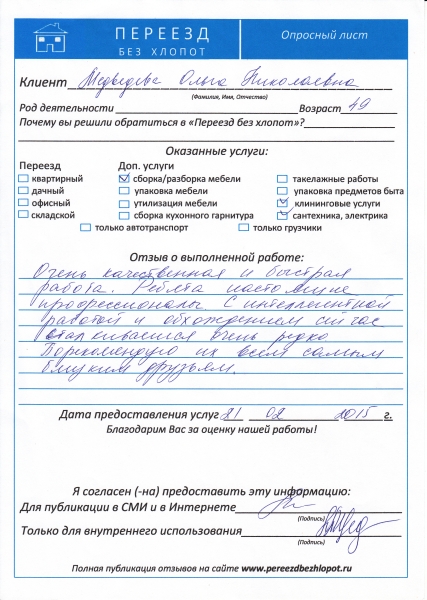 ПЕРЕЕЗД
БЕЗ ХЛОПОТ
Опросный лист
Клиент Медведева Ольга Николаевна
(Фамилия, Имя, Отчество)
Род деятельности Возраст 49
Почему вы решили обратиться в «Переезд без хлопот»?
Оказанные услуги:
Переезд Доп. услуги
квартирный сборка/разборка мебели такелажные работы
дачный упаковка мебели упаковка предметов быта
офисный утилизация мебели клининговые услуги
складской сборка кухонного гарнитура сантехника, электрика
только автотранспорт только грузчики
Отзыв о выполненной работе:
Очень качественная и быстрая
работа. Ребята настоящие
профессионалы. С интеллигентной
работой и обхождением сейчас
сталкиваешся очень редко
Порекомендую их всем самым
близким друзьям.
Дата предоставления услуг 21 02 2015 г.
Благодарим Вас за оценку нашей работы!
Я согласен (-на) предоставить эту информацию:
Для публикации в СМИ и в Интернете
(Подпись)
Только для внутреннего использования
(Подпись)
Полная публикация отзывов на сайте www.pereezdbezhlopot.ru